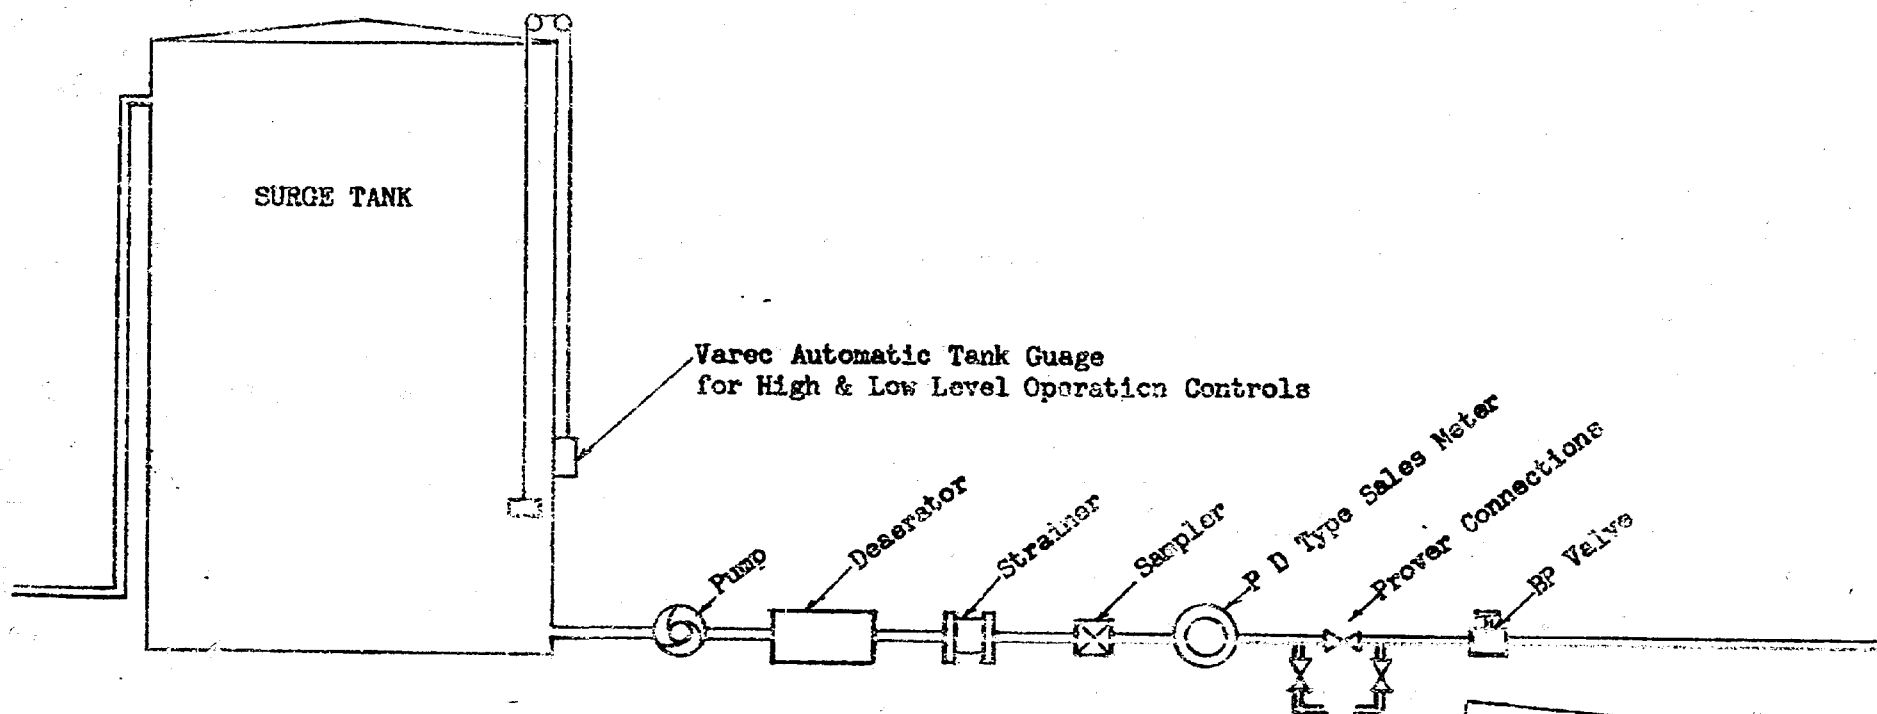 SURGE TANK
Varec Automatic Tank Guage
for High & Low Level Operation Controls
Pump
Deaerator
Strainer
Sampler
P D Type Sales Meter
Prover Connections
BP Valve